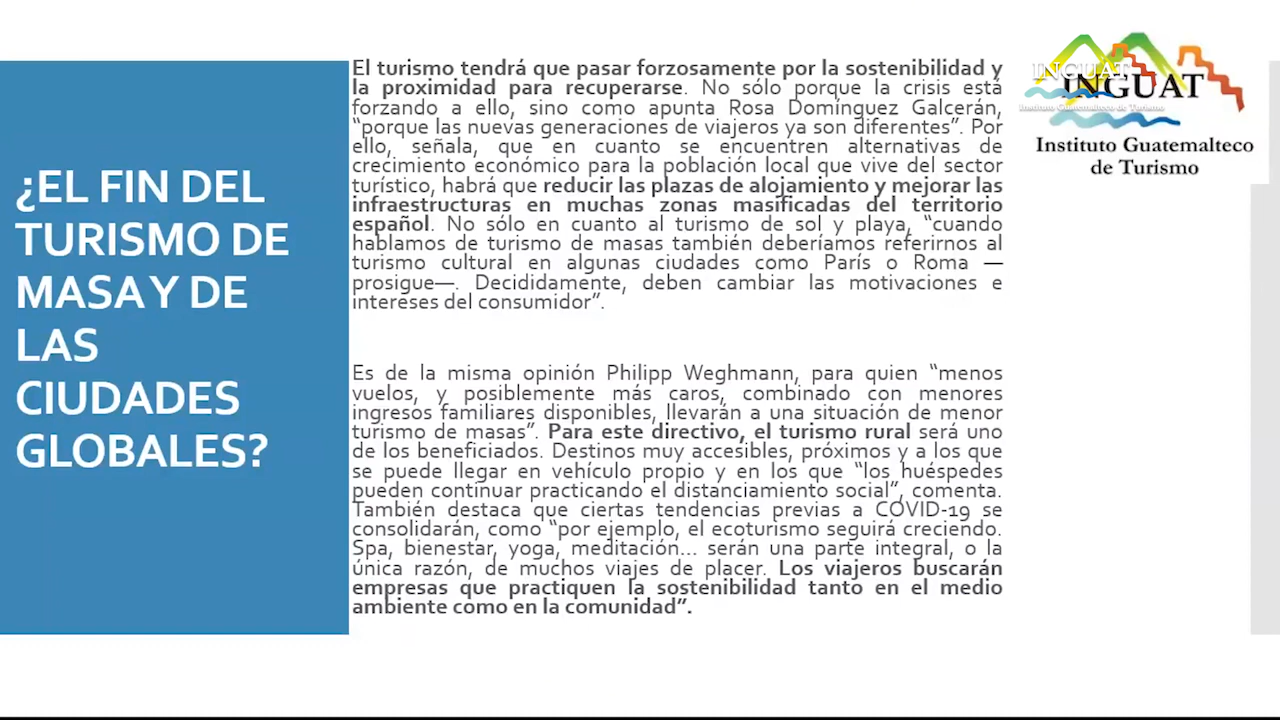 ¿EL FIN DEL
TURISMO DE
MASA Y DE
LAS
CIUDADES
GLOBALES?
El turismo tendrá que pasar forzosamente por la sostenibilidad y
la proximidad para recuperarse. No sólo porque la crisis está
forzando a ello, sino como apunta Rosa Domínguez Galcerán,
“porque las nuevas generaciones de viajeros ya son diferentes”. Por
ello, señala, que en cuanto se encuentren alternativas de
crecimiento económico para la población local que vive del sector
turístico, habrá que reducir las plazas de alojamiento y mejorar las
infraestructuras en muchas zonas masificadas del territorio
español. No sólo en cuanto al turismo de sol y playa, “cuando
hablamos de turismo de masas también deberíamos referirnos al
turismo cultural en algunas ciudades como París o Roma —
prosigue—. Decididamente, deben cambiar las motivaciones e
intereses del consumidor”.
Es de la misma opinión Philipp Weghmann, para quien “menos
vuelos, y posiblemente más caros, combinado con menores
ingresos familiares disponibles, llevarán a una situación de menor
turismo de masas”. Para este directivo, el turismo rural será uno
de los beneficiados. Destinos muy accesibles, próximos y a los que
se puede llegar en vehículo propio y en los que “los huéspedes
pueden continuar practicando el distanciamiento social”, comenta.
También destaca que ciertas tendencias previas a COVID-19 se
consolidarán, como “por ejemplo, el ecoturismo seguirá creciendo.
Spa, bienestar, yoga, meditación... serán una parte integral, o la
única razón, de muchos viajes de placer. Los viajeros buscarán
empresas que practiquen la sostenibilidad tanto en el medio
ambiente como en la comunidad”.
INGUAT
Instituto Guatemalteco de Turismo
INGUAT
Instituto Guatemalteco
de Turismo